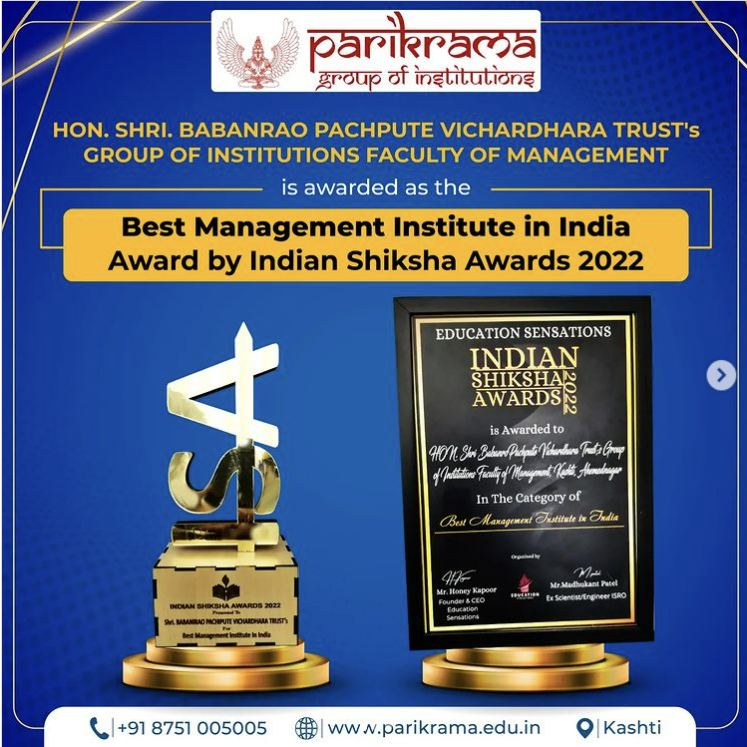 parikrama
group of institutions
HON. SHRI. BABANRAO PACHPUTE VICHARDHARA TRUST's
GROUP OF INSTITUTIONS FACULTY OF MANAGEMENT
is awarded as the
Best Management Institute in India
Award by Indian Shiksha Awards 2022
ISA
INDIAN SHIKSHA AWARDS 2022
Presented To
Shri. BABANRAO PACHPUTE VICHARDHARA TRUST's
For
Best Management Institute in India
EDUCATION SENSATIONS
INDIAN
SHIKSHA
AWARDS
2022
is Awarded to
HON. Shri Babanrao Pachpute Vichardhara Trust's Group
of Institutions Faculty of Management, Kashti, Ahemadnagar
In The Category of
Best Management Institute in India
Organised by
Mr. Honey Kapoor
Founder & CEO
Education
Sensations
EDUCATION
Mr.Madhukant Patel
Ex Scientist/Engineer ISRO
+91 8751 005005
www.parikrama.edu.in
Kashti